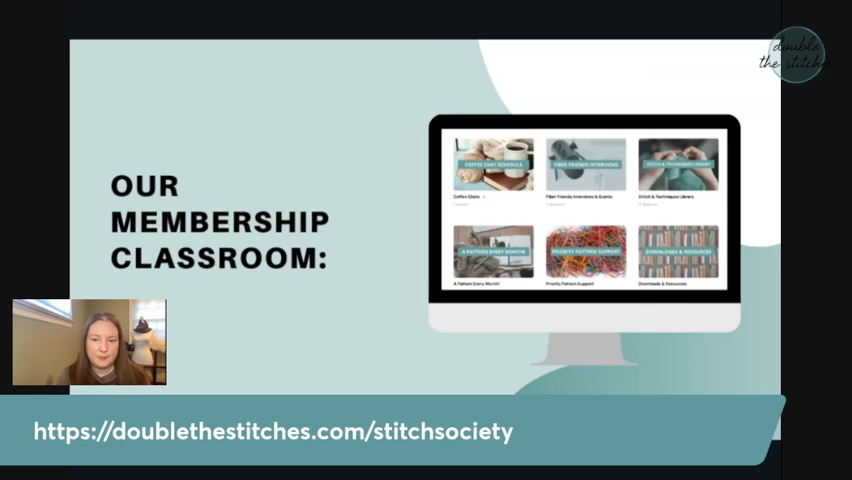 double
the stitches
OUR
MEMBERSHIP
CLASSROOM:
COFFEE CHAT SCHEDULE
FIBER FRIENDS INTERVIEWS
STITCH & TECHNIQUES LIBRARY
Coffee Chats
Fiber Friends Interviews & Events
Stitch & Techniques Library
A PATTERN EVERY MONTH!
PRIORITY PATTERN SUPPORT
DOWNLOADS & RESOURCES
A Pattern Every Month!
Priority Pattern Support
Downloads & Resources
https://doublethestitches.com/stitchsociety